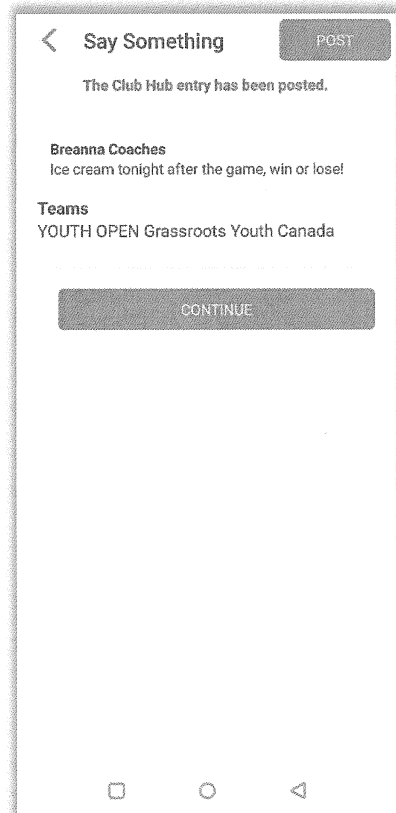 Say Something
POST
The Club Hub entry has been posted.
Breanna Coaches
Ice cream tonight after the game, win or lose!
Teams
YOUTH OPEN Grassroots Youth Canada
CONTINUE